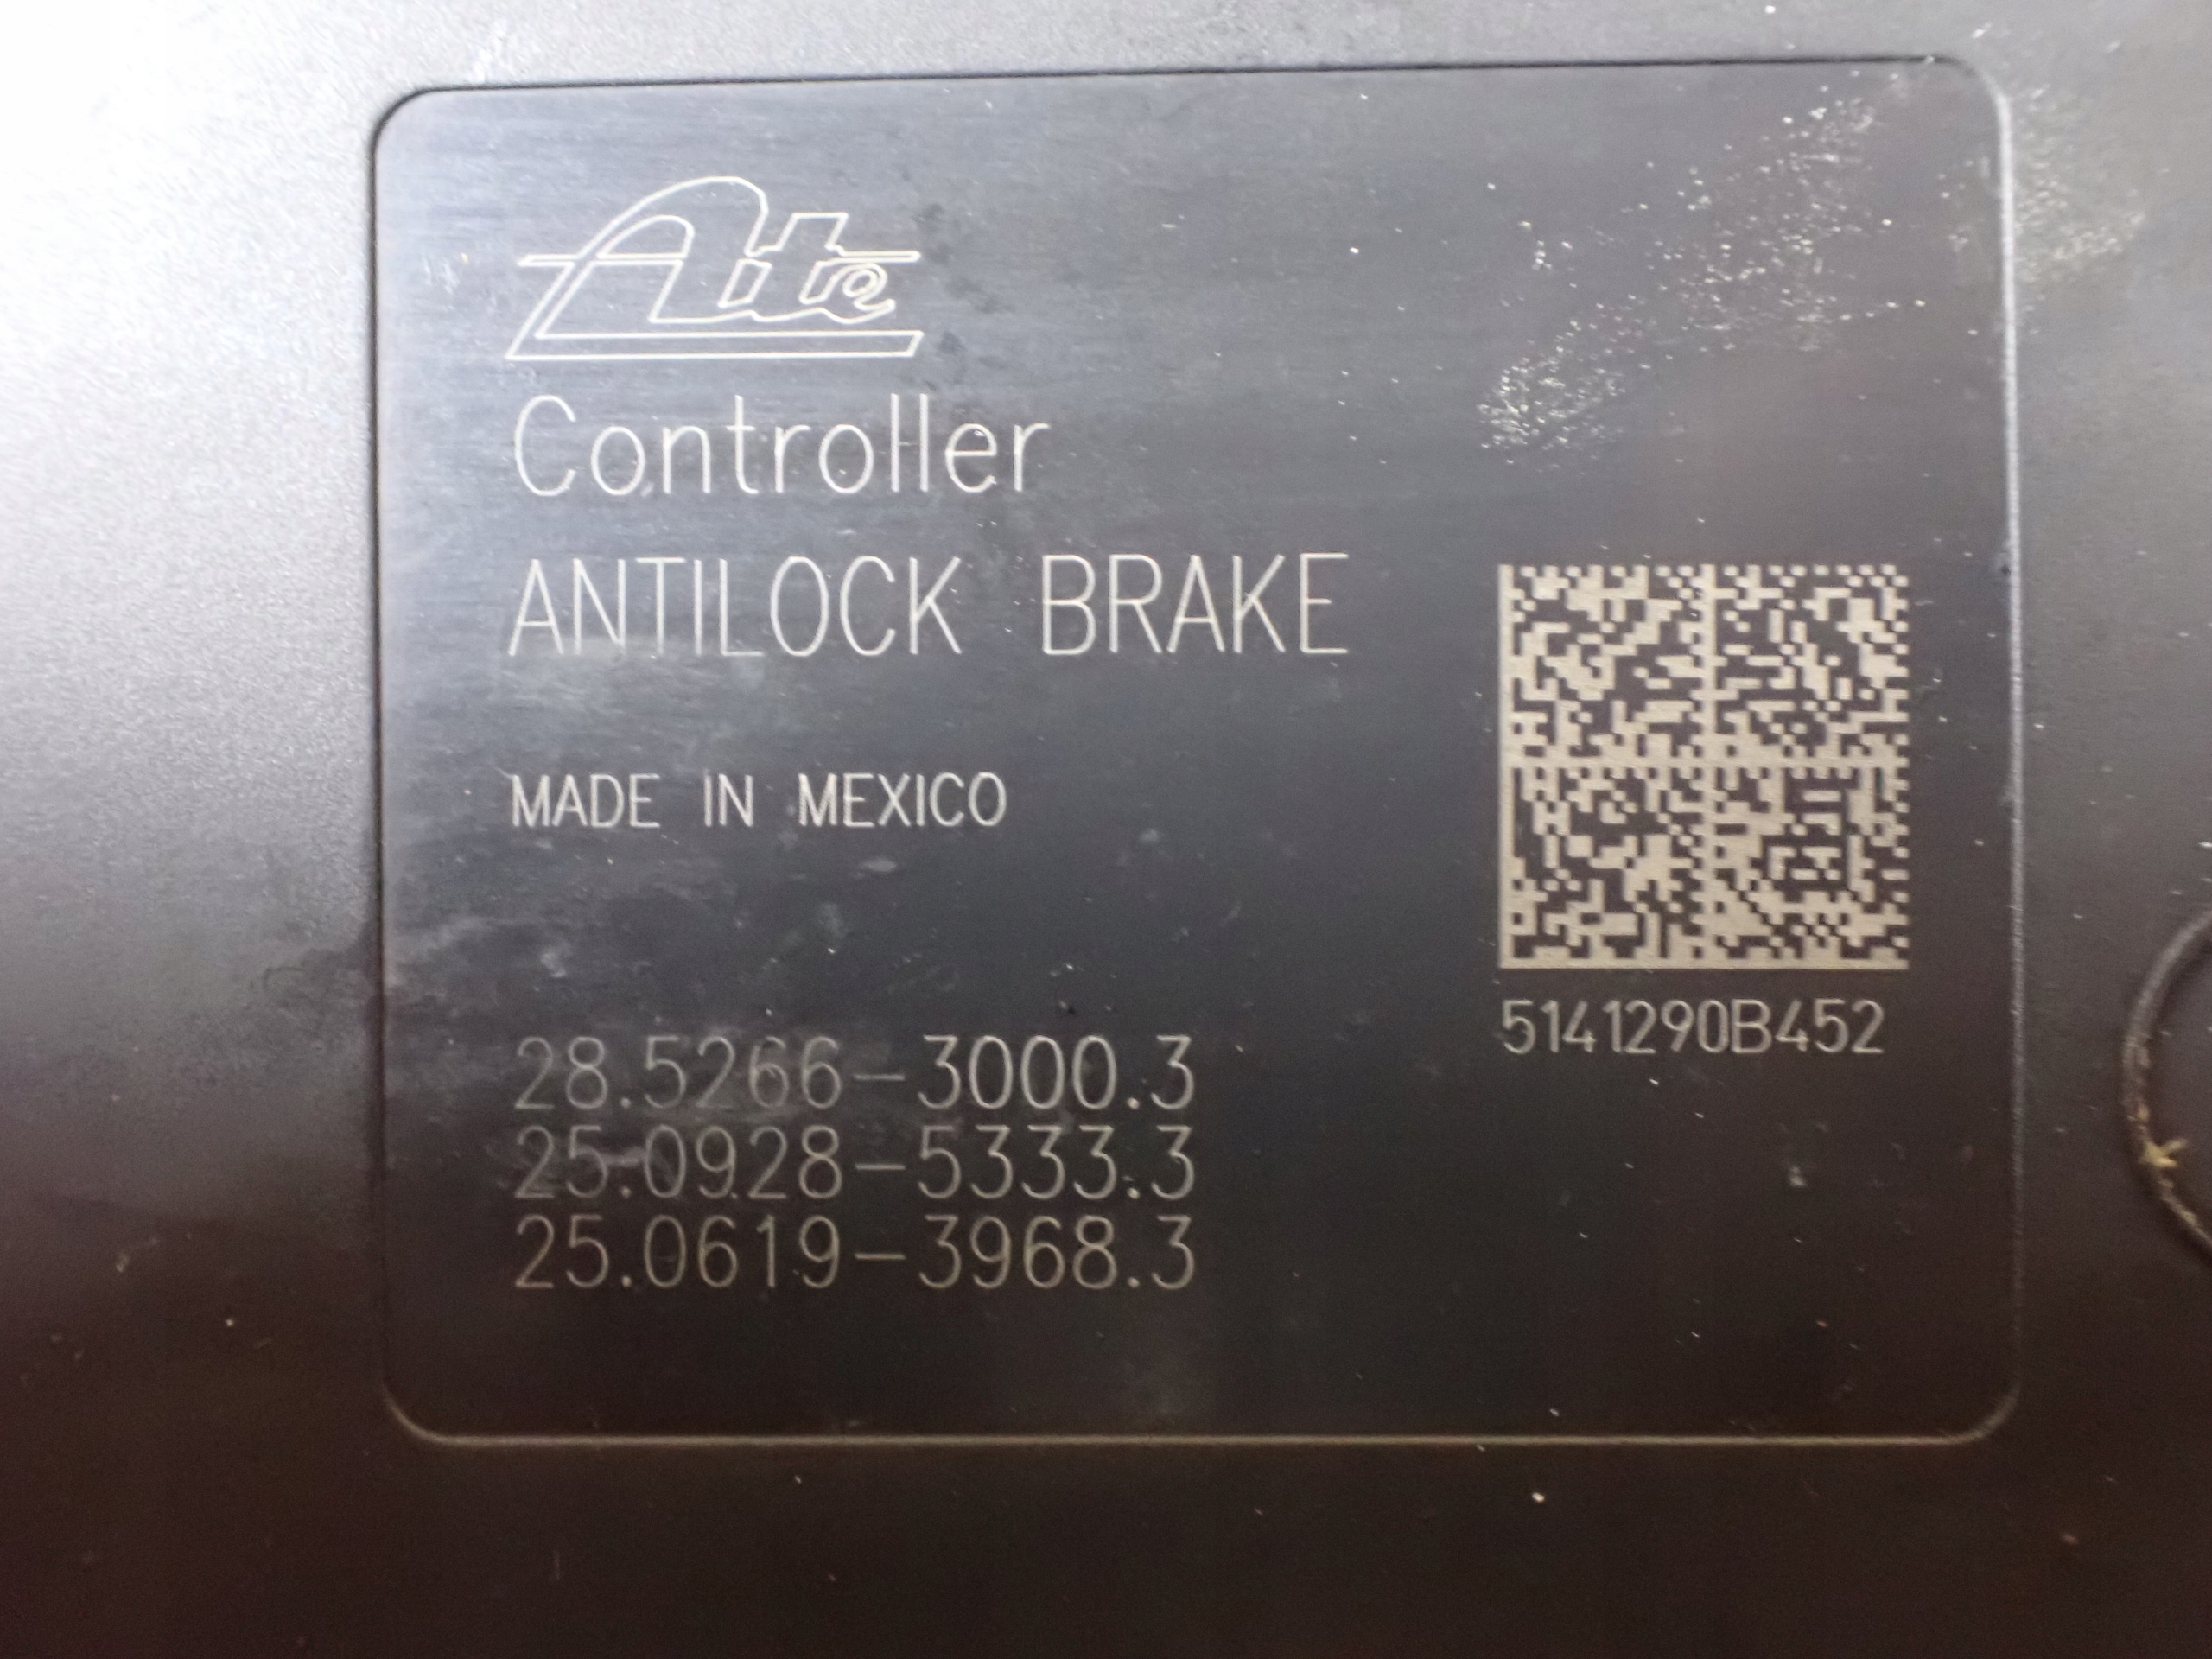 Ate
Controller
ANTILOCK BRAKE
MADE IN MEXICO
5141290B452
28.5266-3000.3
25.0928-5333.3
25.0619-3968.3